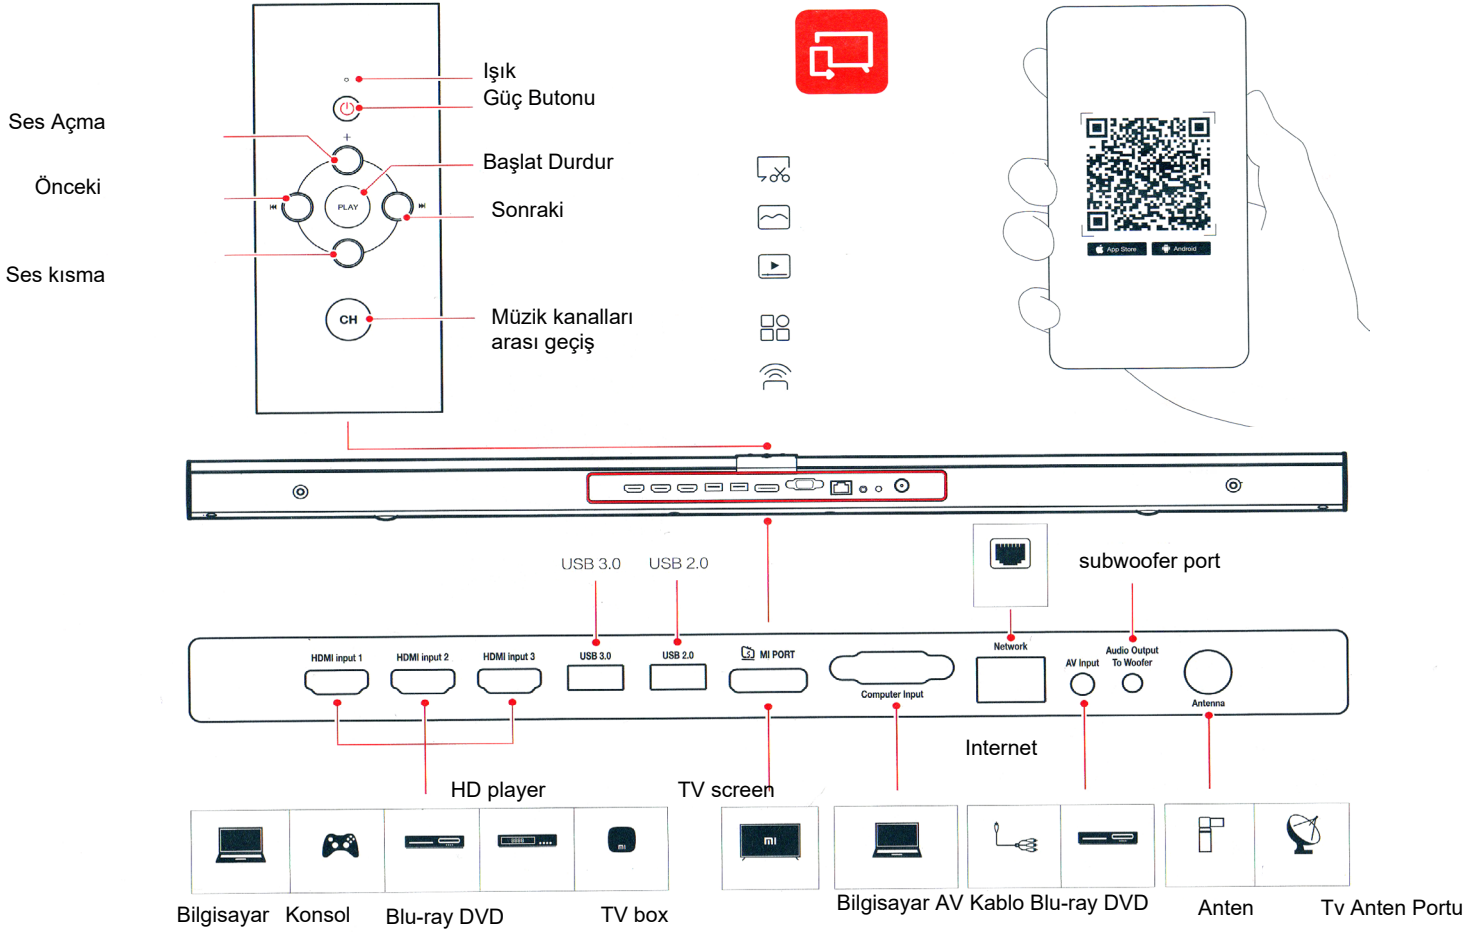 Işık
Güç Butonu
Ses Açma
+
Başlat Durdur
Önceki
PLAY
Sonraki
Ses kısma
CH
Müzik kanalları
arası geçiş
App Store
Android
USB 3.0
USB 2.0
subwoofer port
HDMI input 1
HDMI input 2
HDMI input 3
USB 3.0
USB 2.0
MI PORT
Computer Input
Network
AV Input
Audio Output
To Woofer
Antenna
Internet
HD player
TV screen
mi
mi
Bilgisayar
Konsol
Blu-ray DVD
TV box
Bilgisayar AV Kablo Blu-ray DVD
Anten
Tv Anten Portu